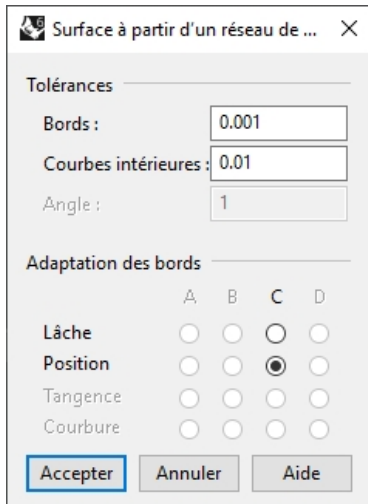 Surface à partir d'un réseau de ...
Tolérances
Bords : 0.001
Courbes intérieures : 0.01
Angle : 1
Adaptation des bords
A B C D
Lâche
Position
Tangence
Courbure
Accepter Annuler Aide